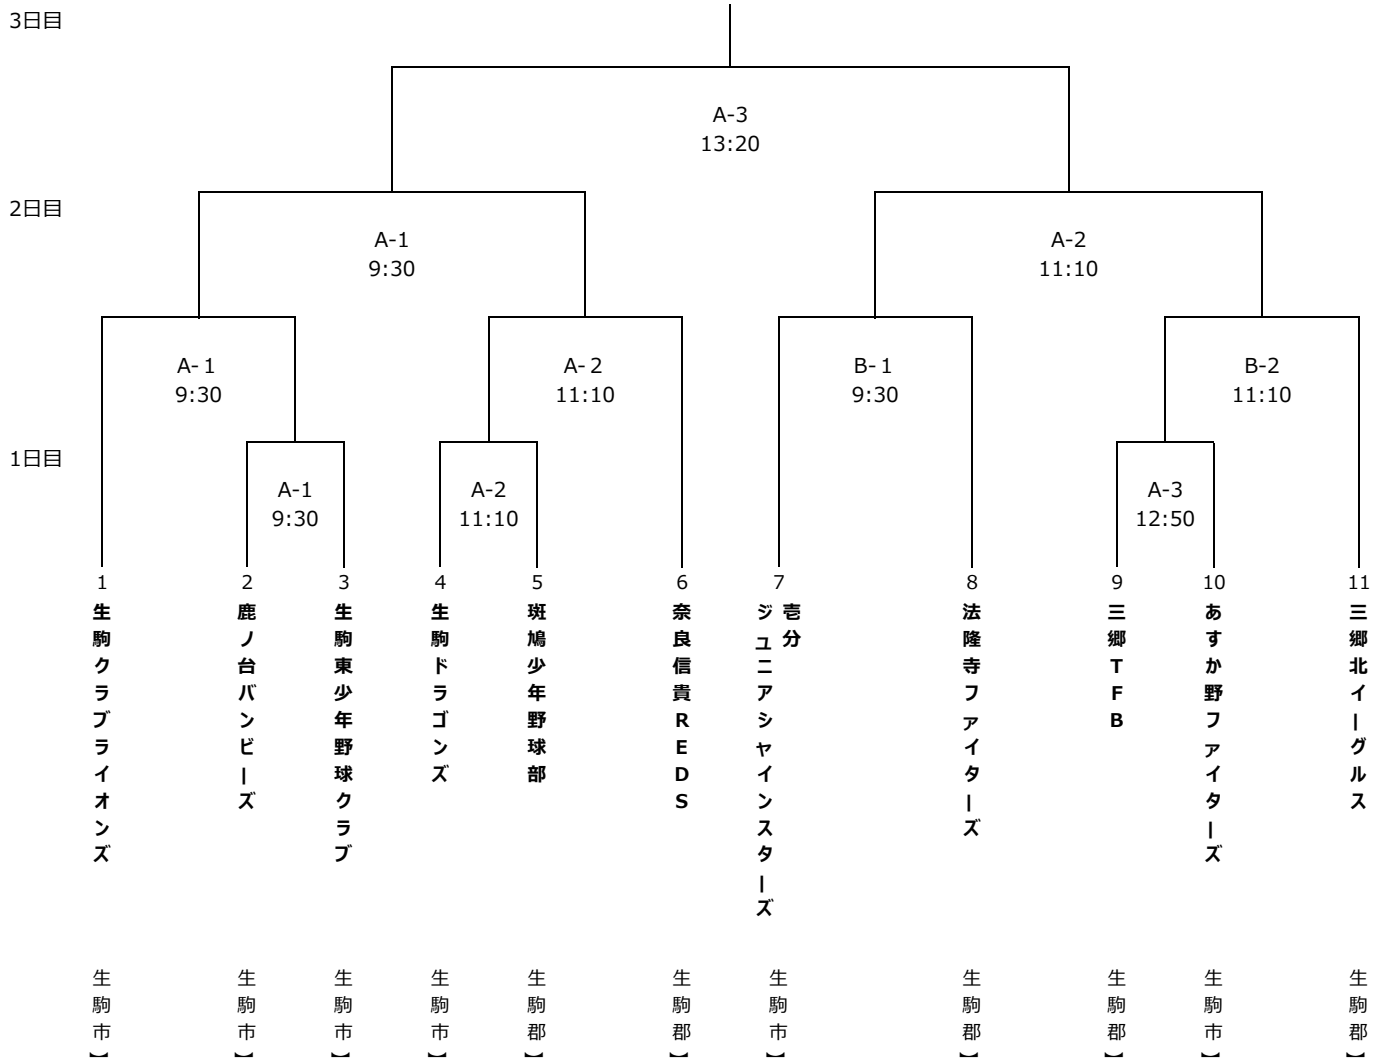 3日目
A-3
13:20
2日目
A-1
9:30
A-2
11:10
A-1
9:30
A-2
11:10
B-1
9:30
B-2
11:10
1日目
A-1
9:30
A-2
11:10
A-3
12:50
1
生駒クラブライオンズ
生駒市】
2
鹿ノ台バンビーズ
生駒市】
3
生駒東少年野球クラブ
生駒市】
4
生駒ドラゴンズ
生駒市】
5
斑鳩少年野球部
生駒郡】
6
奈良信貴REDS
生駒郡】
7
壱分
ジュニアシャインスターズ
生駒市】
8
法隆寺ファイターズ
生駒郡】
9
三郷TFB
生駒郡】
10
あすか野ファイターズ
生駒市】
11
三郷北イーグルス
生駒郡】